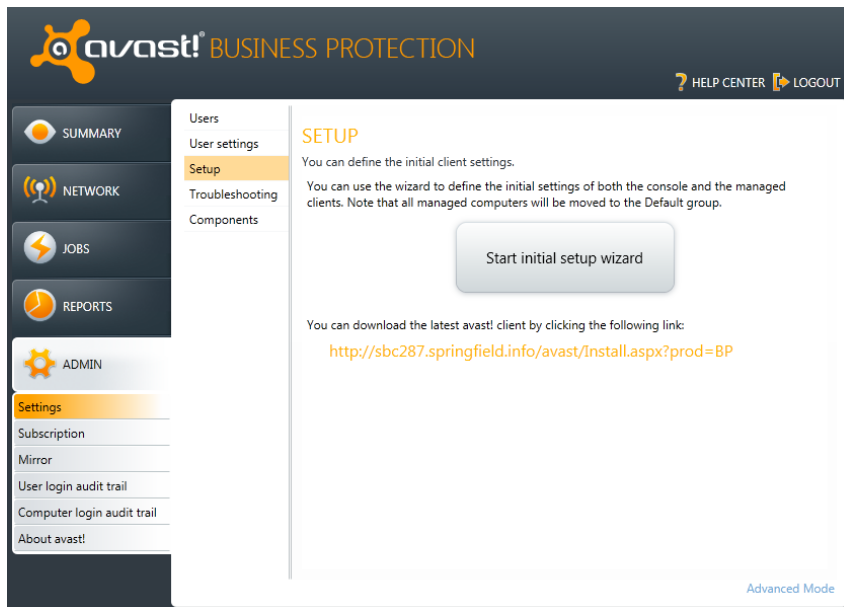 avast! BUSINESS PROTECTION
HELP CENTER LOGOUT
SUMMARY
NETWORK
JOBS
REPORTS
ADMIN
Settings
Subscription
Mirror
User login audit trail
Computer login audit trail
About avast!
Users
User settings
Setup
Troubleshooting
Components
SETUP
You can define the initial client settings.
You can use the wizard to define the initial settings of both the console and the managed
clients. Note that all managed computers will be moved to the Default group.
Start initial setup wizard
You can download the latest avast! client by clicking the following link:
http://sbc287.springfield.info/avast/Install.aspx?prod=BP
Advanced Mode